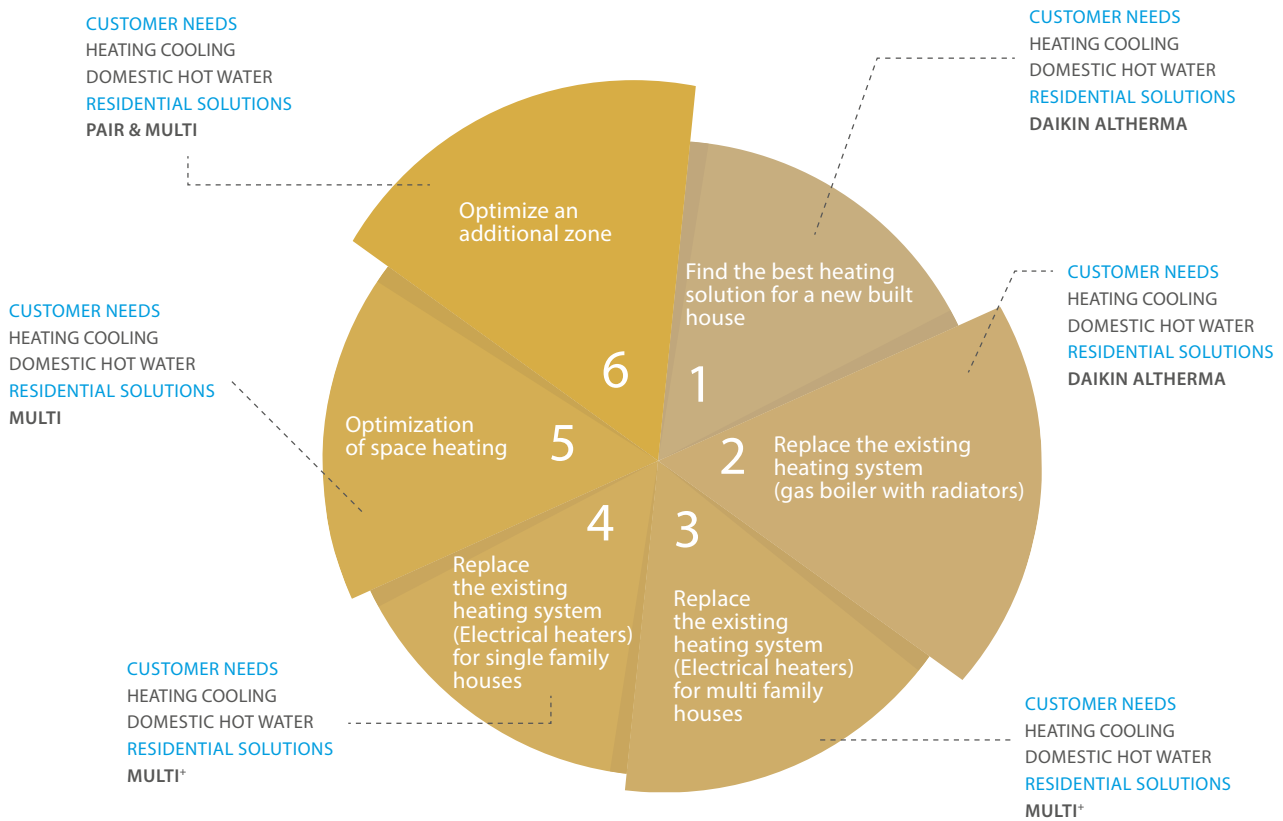 CUSTOMER NEEDS
HEATING COOLING
DOMESTIC HOT WATER
RESIDENTIAL SOLUTIONS
PAIR & MULTI
CUSTOMER NEEDS
HEATING COOLING
DOMESTIC HOT WATER
RESIDENTIAL SOLUTIONS
DAIKIN ALTHERMA
Optimize an
additional zone
6
Find the best heating
solution for a new built
house
1
CUSTOMER NEEDS
HEATING COOLING
DOMESTIC HOT WATER
RESIDENTIAL SOLUTIONS
DAIKIN ALTHERMA
CUSTOMER NEEDS
HEATING COOLING
DOMESTIC HOT WATER
RESIDENTIAL SOLUTIONS
MULTI
Optimization
of space heating
5
2
Replace the existing
heating system
(gas boiler with radiators)
4
Replace
the existing
heating system
(Electrical heaters)
for single family
houses
3
Replace
the existing
heating system
(Electrical heaters)
for multi family
houses
CUSTOMER NEEDS
HEATING COOLING
DOMESTIC HOT WATER
RESIDENTIAL SOLUTIONS
MULTI⁺
CUSTOMER NEEDS
HEATING COOLING
DOMESTIC HOT WATER
RESIDENTIAL SOLUTIONS
MULTI⁺